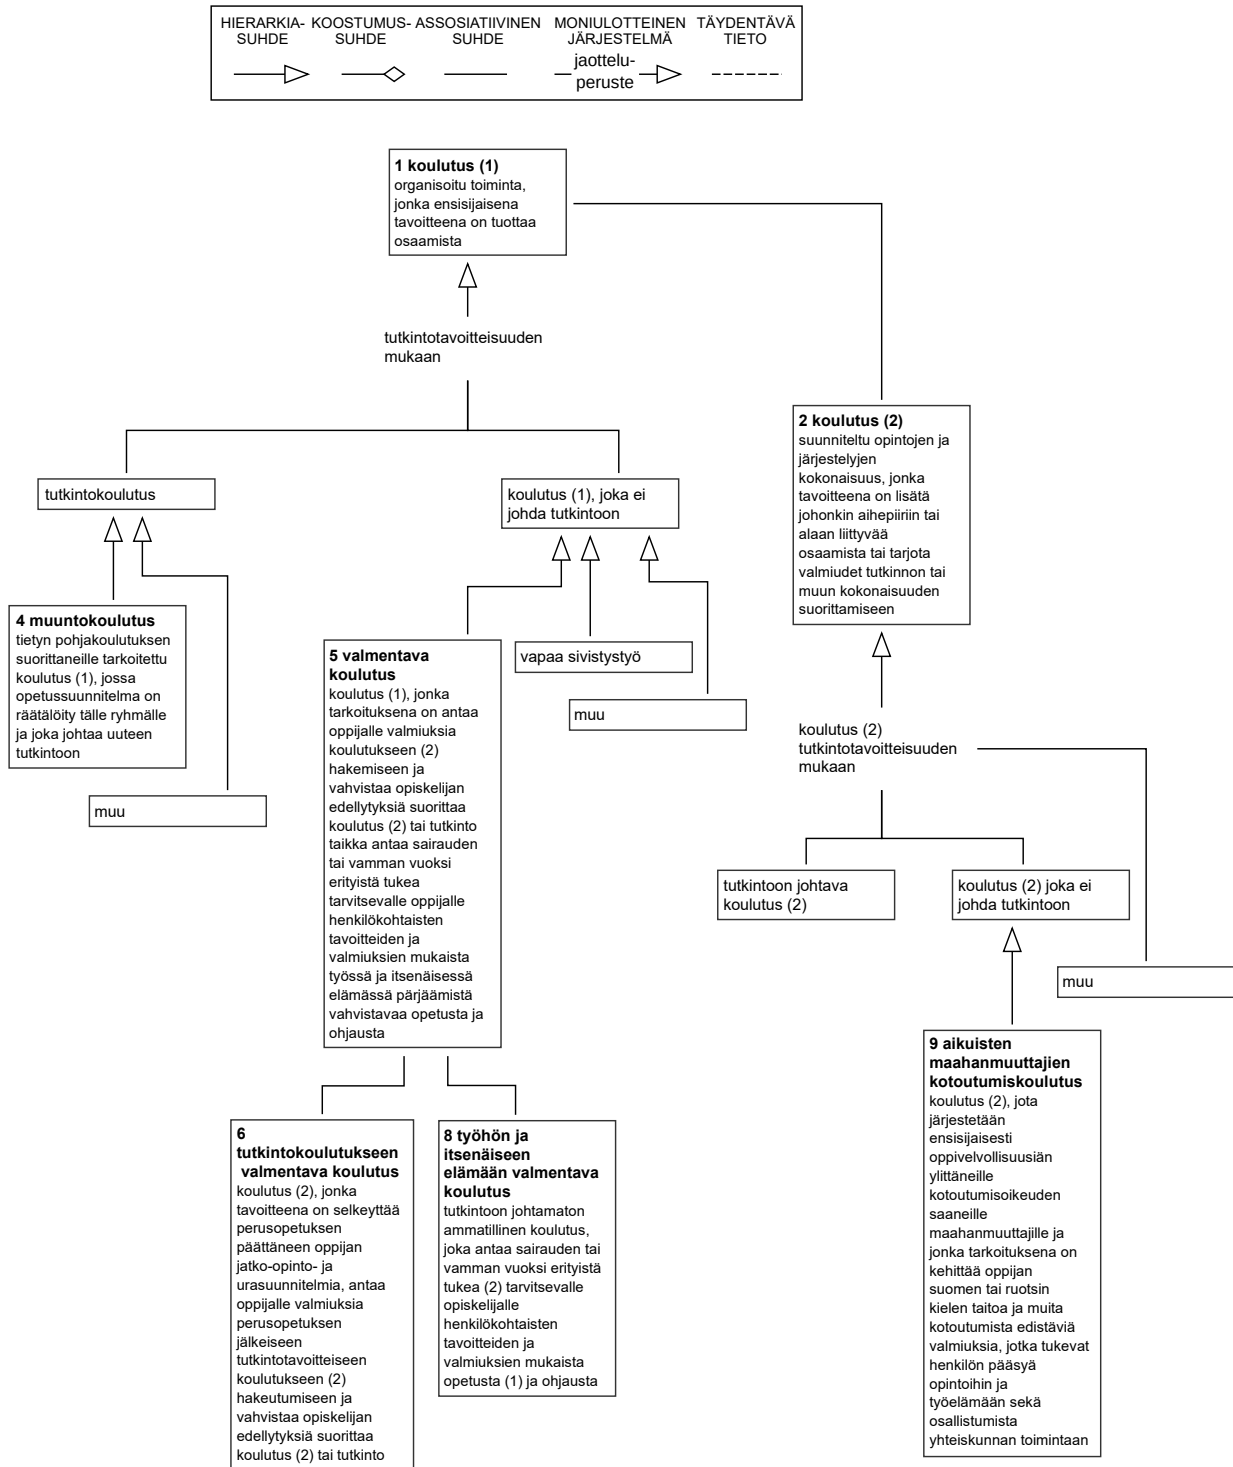 HIERARKIA-
SUHDE
KOOSTUMUS-
SUHDE
ASSOSIATIIVINEN
SUHDE
MONIULOTTEINEN
JÄRJESTELMÄ
jaottelu-
peruste
TÄYDENTÄVÄ
TIETO
1 koulutus (1)
organisoitu toiminta,
jonka ensisijaisena
tavoitteena on tuottaa
osaamista
tutkintotavoitteisuuden
mukaan
2 koulutus (2)
suunniteltu opintojen ja
järjestelyjen
kokonaisuus, jonka
tavoitteena on lisätä
johonkin aihepiiriin tai
alaan liittyvää
osaamista tai tarjota
valmiudet tutkinnon tai
muun kokonaisuuden
suorittamiseen
tutkintokoulutus
koulutus (1), joka ei
johda tutkintoon
4 muuntokoulutus
tietyn pohjakoulutuksen
suorittaneille tarkoitettu
koulutus (1), jossa
opetussuunnitelma on
räätälöity tälle ryhmälle
ja joka johtaa uuteen
tutkintoon
muu
5 valmentava
koulutus
koulutus (1), jonka
tarkoituksena on antaa
oppijalle valmiuksia
koulutukseen (2)
hakemiseen ja
vahvistaa opiskelijan
edellytyksiä suorittaa
koulutus (2) tai tutkinto
taikka antaa sairauden
tai vamman vuoksi
erityistä tukea
tarvitsevalle oppijalle
henkilökohtaisten
tavoitteiden ja
valmiuksien mukaista
työssä ja itsenäisessä
elämässä pärjäämistä
vahvistavaa opetusta ja
ohjausta
vapaa sivistystyö
muu
koulutus (2)
tutkintotavoitteisuuden
mukaan
tutkintoon johtava
koulutus (2)
koulutus (2) joka ei
johda tutkintoon
muu
6
tutkintokoulutukseen
valmentava koulutus
koulutus (2), jonka
tavoitteena on selkeyttää
perusopetuksen
päättäneen oppijan
jatko-opinto- ja
urasuunnitelmia, antaa
oppijalle valmiuksia
perusopetuksen
jälkeiseen
tutkintotavoitteiseen
koulutukseen (2)
hakeutumiseen ja
vahvistaa opiskelijan
edellytyksiä suorittaa
koulutus (2) tai tutkinto
8 työhön ja
itsenäiseen
elämään valmentava
koulutus
tutkintoon johtamaton
ammatillinen koulutus,
joka antaa sairauden tai
vamman vuoksi erityistä
tukea (2) tarvitsevalle
opiskelijalle
henkilökohtaisten
tavoitteiden ja
valmiuksien mukaista
opetusta (1) ja ohjausta
9 aikuisten
maahanmuuttajien
kotoutumiskoulutus
koulutus (2), jota
järjestetään
ensisijaisesti
oppivelvollisuusiän
ylittäneille
kotoutumisoikeuden
saaneille
maahanmuuttajille ja
jonka tarkoituksena on
kehittää oppijan
suomen tai ruotsin
kielen taitoa ja muita
kotoutumista edistäviä
valmiuksia, jotka tukevat
henkilön pääsyä
opintoihin ja
työelämään sekä
osallistumista
yhteiskunnan toimintaan